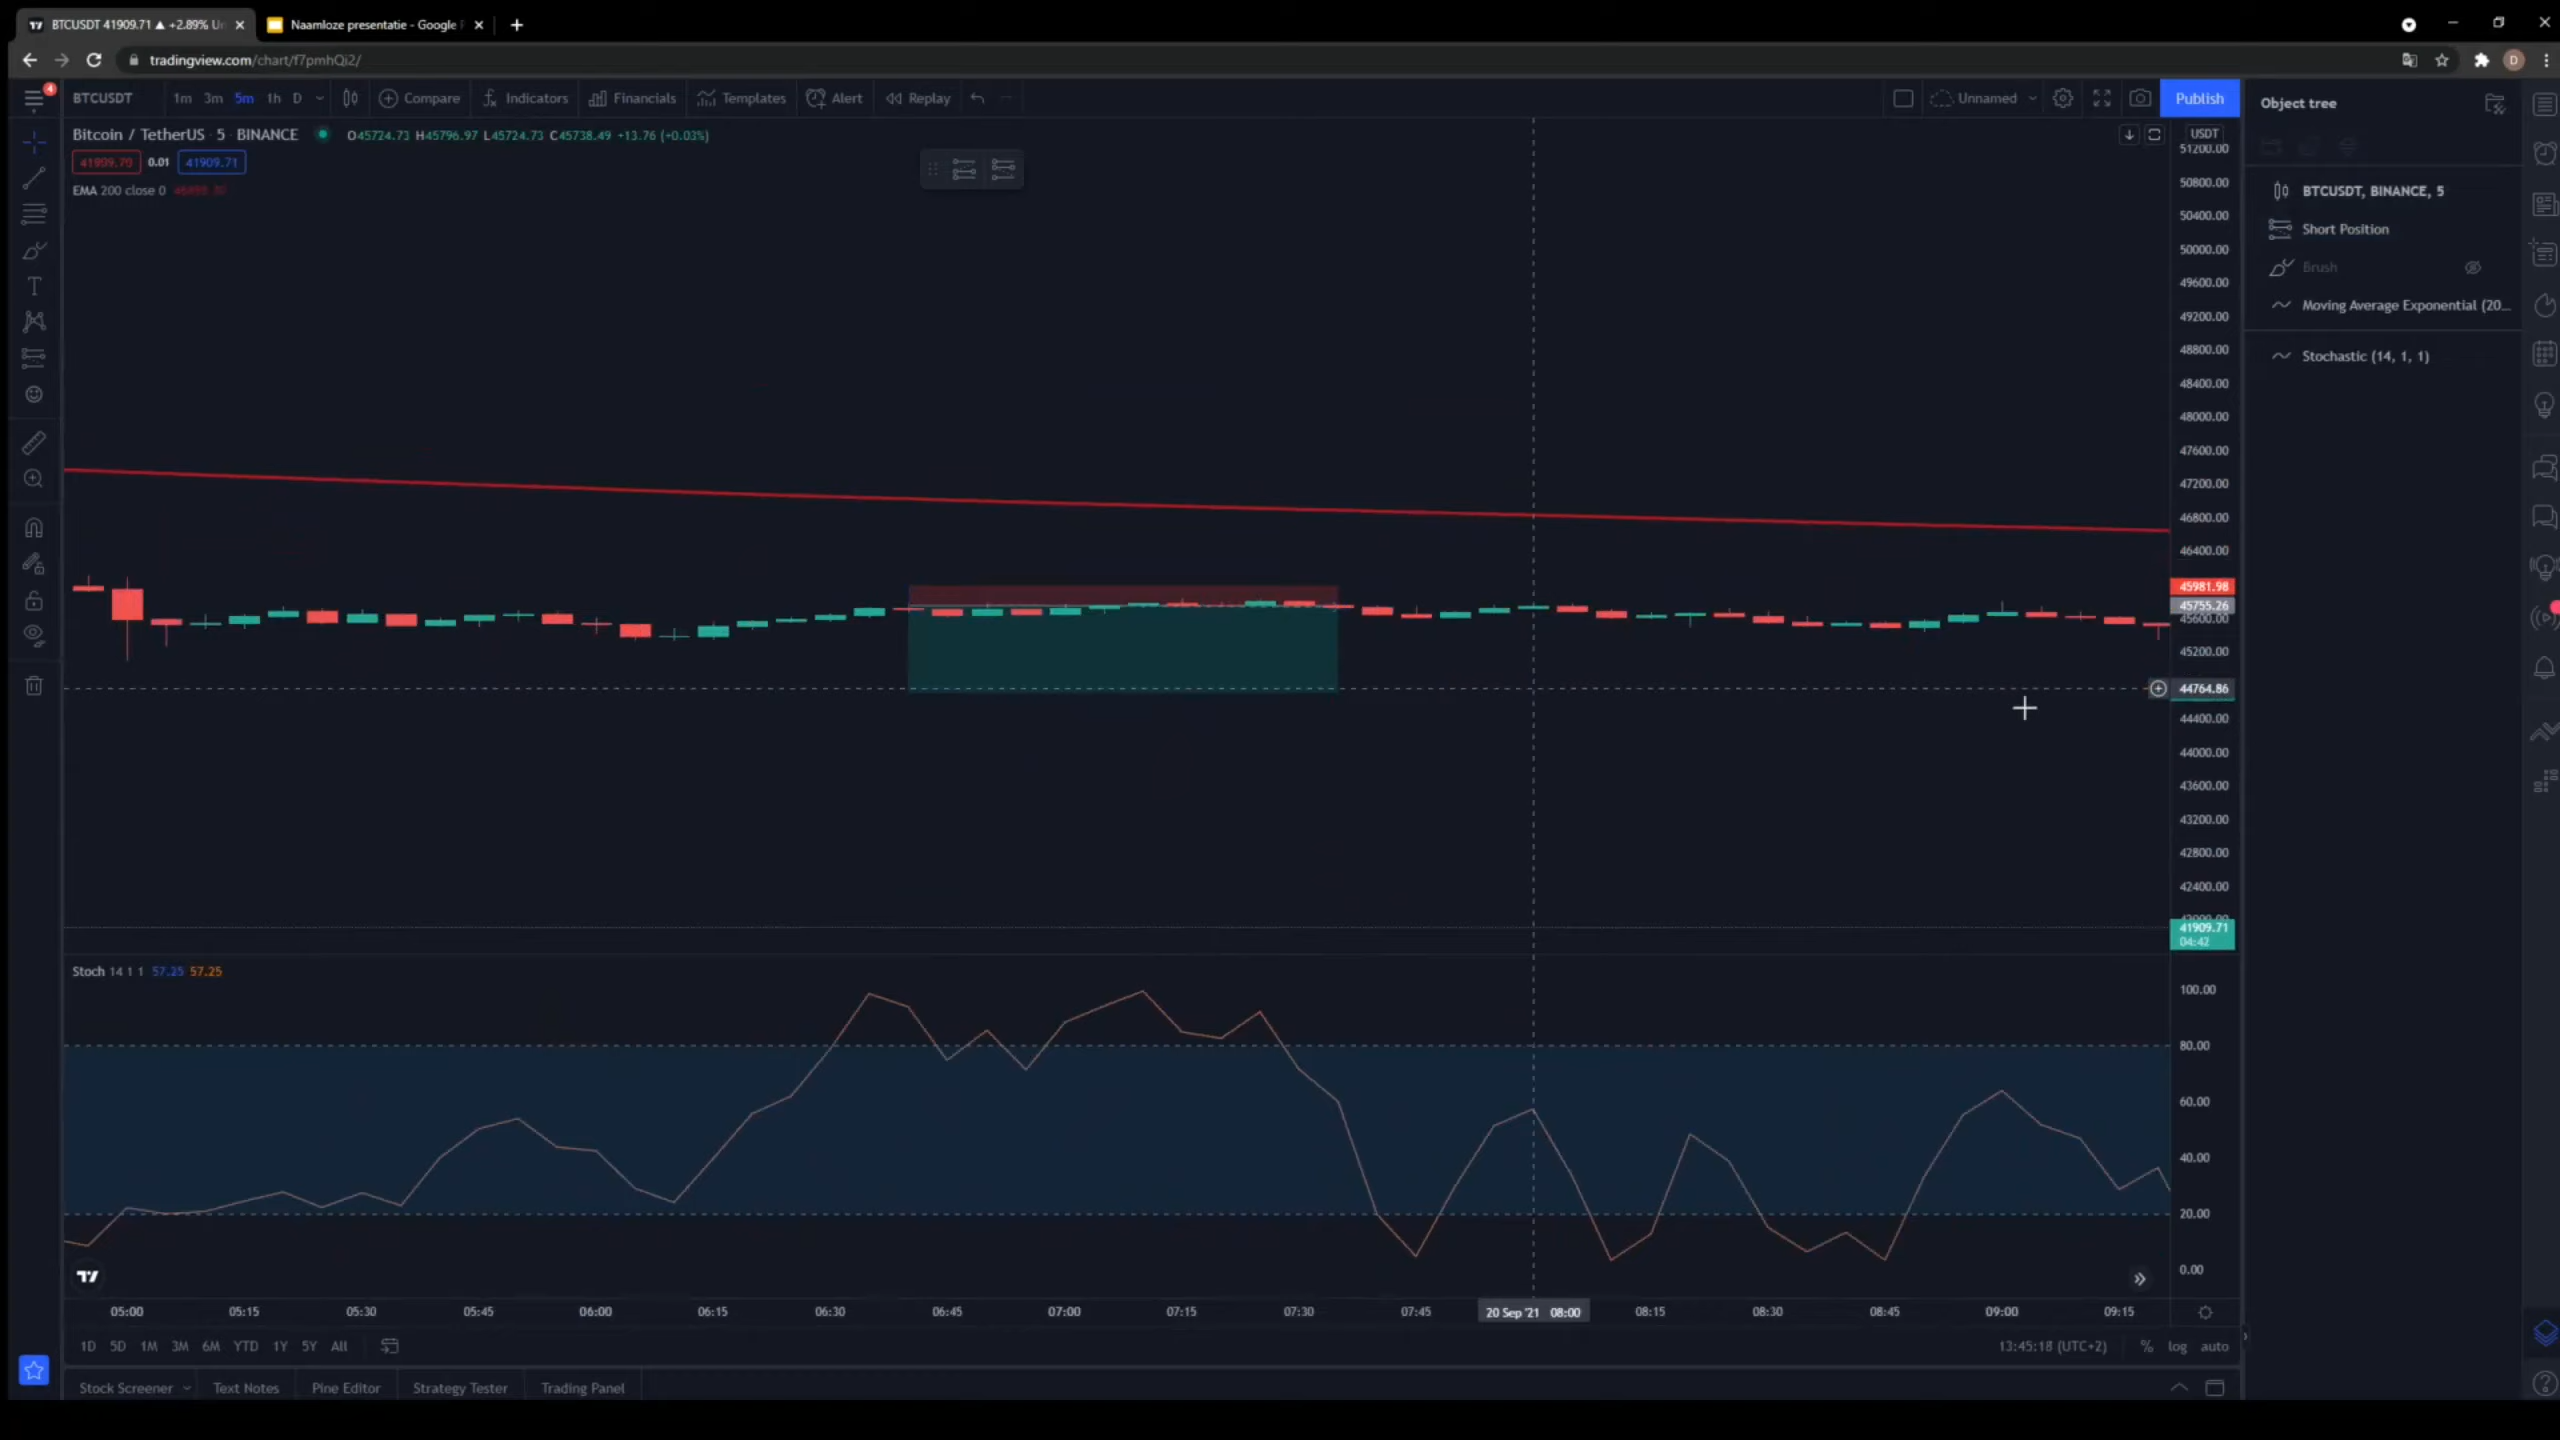 BTCUSDT 41909.71 ▲ +2.89% Un
Naamloze presentatie - Google
tradingview.com/chart/f7pmhQi2/
D
4
BTCUSDT 1m 3m 5m 1h D Compare Indicators Financials Templates Alert Replay Unnamed Publish
Object tree
Bitcoin / TetherUS · 5 · BINANCE O45724.73 H45796.97 L45724.73 C45738.49 +13.76 (+0.03%)
41909.70 0.01 41909.71
EMA 200 close 0
USDT
51200.00
50800.00
50400.00
50000.00
49600.00
49200.00
48800.00
48400.00
48000.00
47600.00
47200.00
46800.00
46400.00
45981.98
45755.26
45600.00
45200.00
44764.86
44400.00
44000.00
43600.00
43200.00
42800.00
42400.00
41909.71
04:42
BTCUSDT, BINANCE, 5
Short Position
Brush
Moving Average Exponential (20...
Stochastic (14, 1, 1)
Stoch 14 1 1 57.25 57.25
100.00
80.00
60.00
40.00
20.00
0.00
05:00 05:15 05:30 05:45 06:00 06:15 06:30 06:45 07:00 07:15 07:30 07:45 20 Sep '21 08:00 08:15 08:30 08:45 09:00 09:15
1D 5D 1M 3M 6M YTD 1Y 5Y All 13:45:18 (UTC+2) % log auto
Stock Screener Text Notes Pine Editor Strategy Tester Trading Panel